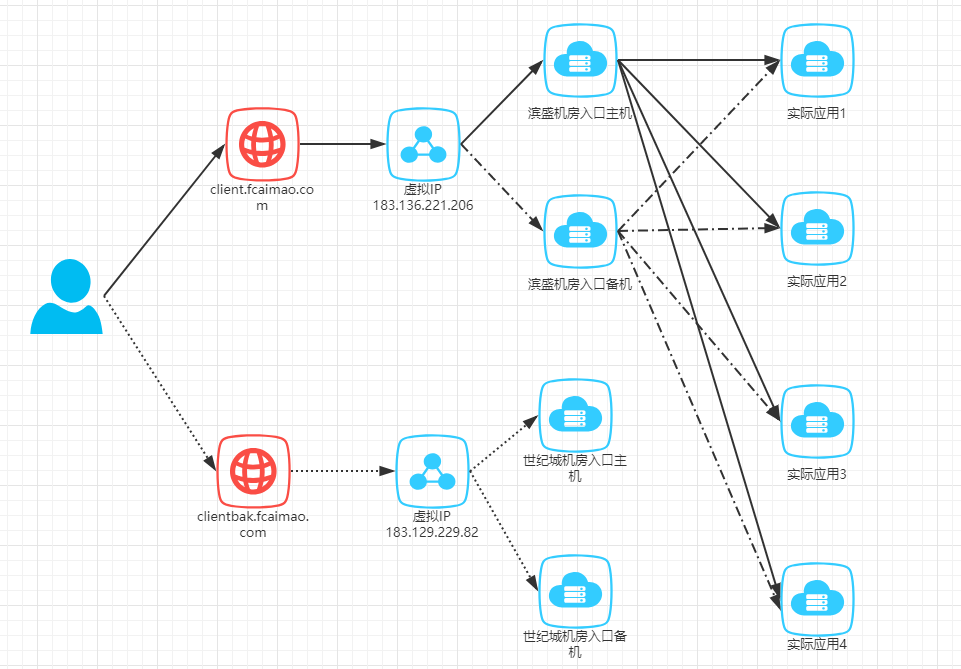 滨盛机房入口主机
实际应用1
client.fcaimao.co
m
虚拟IP
183.136.221.206
滨盛机房入口备机
实际应用2
世纪城机房入口主
机
实际应用3
clientbak.fcaimao.
com
虚拟IP
183.129.229.82
世纪城机房入口备
机
实际应用4